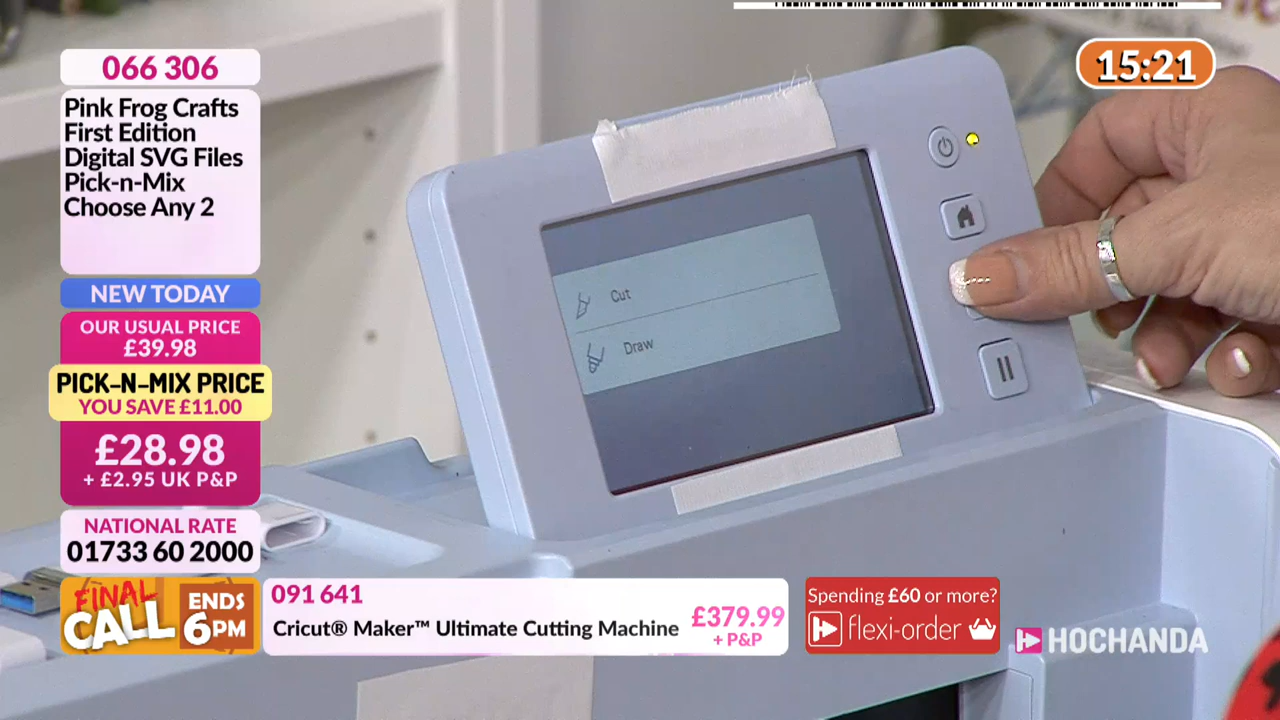 066 306
15:21
Pink Frog Crafts
First Edition
Digital SVG Files
Pick-n-Mix
Choose Any 2
NEW TODAY
OUR USUAL PRICE
£39.98
PICK-N-MIX PRICE
YOU SAVE £11.00
£28.98
+ £2.95 UK P&P
NATIONAL RATE
01733 60 2000
Cut
Draw
FINAL
CALL
ENDS
6PM
091 641
Cricut® Maker™ Ultimate Cutting Machine
£379.99
+ P&P
Spending £60 or more?
flexi-order
HOCHANDA